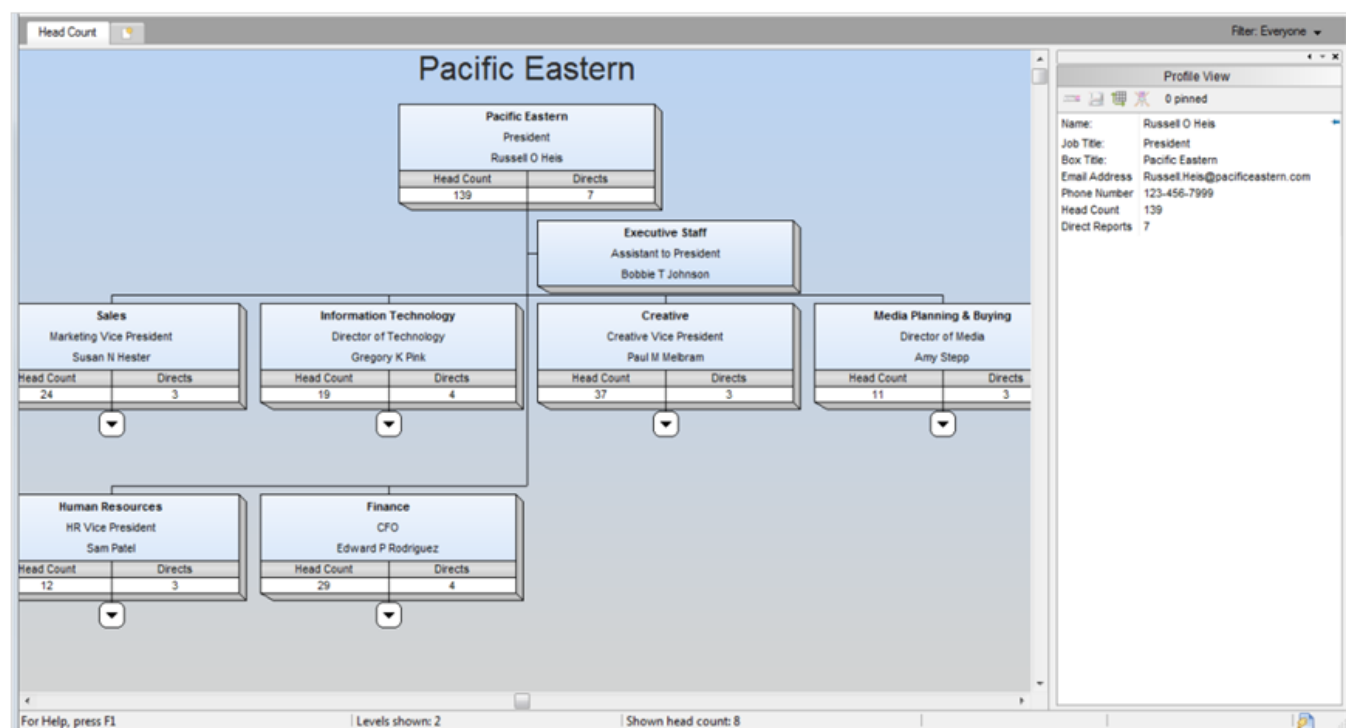 Head Count
Filter: Everyone
Pacific Eastern
Pacific Eastern
President
Russell O Heis
Head Count Directs
139 7
Executive Staff
Assistant to President
Bobbie T Johnson
Sales
Marketing Vice President
Susan N Hester
Head Count Directs
24 3
Information Technology
Director of Technology
Gregory K Pink
Head Count Directs
19 4
Creative
Creative Vice President
Paul M Melbram
Head Count Directs
37 3
Media Planning & Buying
Director of Media
Amy Stepp
Head Count Directs
11 3
Human Resources
HR Vice President
Sam Patel
Head Count Directs
12 3
Finance
CFO
Edward P Rodriguez
Head Count Directs
29 4
Profile View
0 pinned
Name: Russell O Heis
Job Title: President
Box Title: Pacific Eastern
Email Address Russell.Heis@pacificeastern.com
Phone Number 123-456-7999
Head Count 139
Direct Reports 7
For Help, press F1
Levels shown: 2
Shown head count: 8